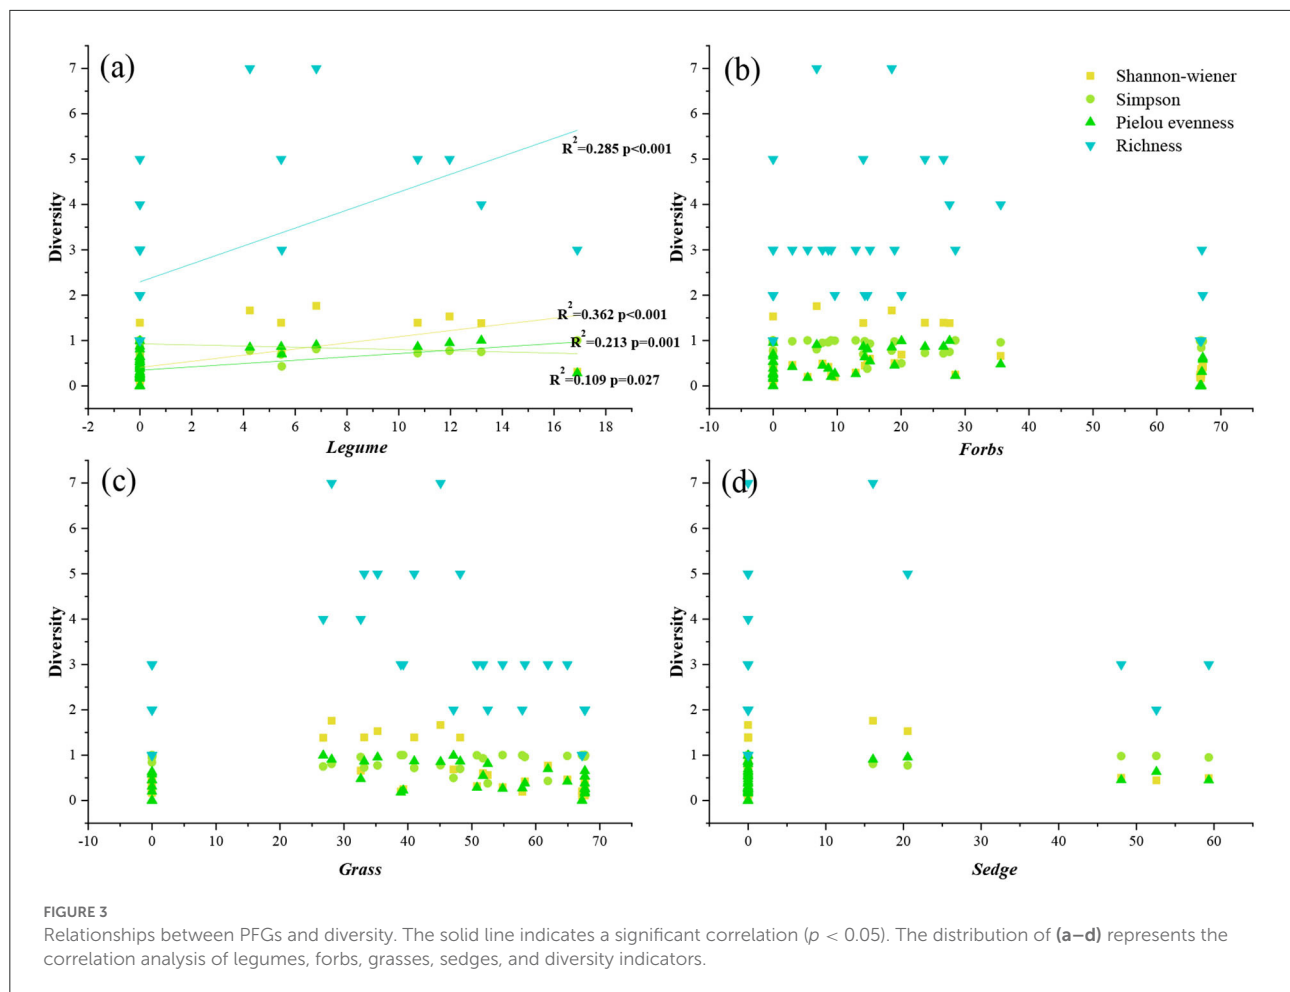 (a)
7
6
5
4
3
2
1
0
Diversity
R2=0.285 p<0.001
R2=0.362 p<0.001
R2=0.213 p=0.001
R2=0.109 p=0.027
-2 0 2 4 6 8 10 12 14 16 18
Legume
(b)
Shannon-wiener
Simpson
Pielou evenness
Richness
7
6
5
4
3
2
1
0
Diversity
-10 0 10 20 30 40 50 60 70
Forbs
(c)
7
6
5
4
3
2
1
0
Diversity
-10 0 10 20 30 40 50 60 70
Grass
(d)
7
6
5
4
3
2
1
0
Diversity
0 10 20 30 40 50 60
Sedge
FIGURE 3
Relationships between PFGs and diversity. The solid line indicates a significant correlation (p < 0.05). The distribution of (a–d) represents the
correlation analysis of legumes, forbs, grasses, sedges, and diversity indicators.